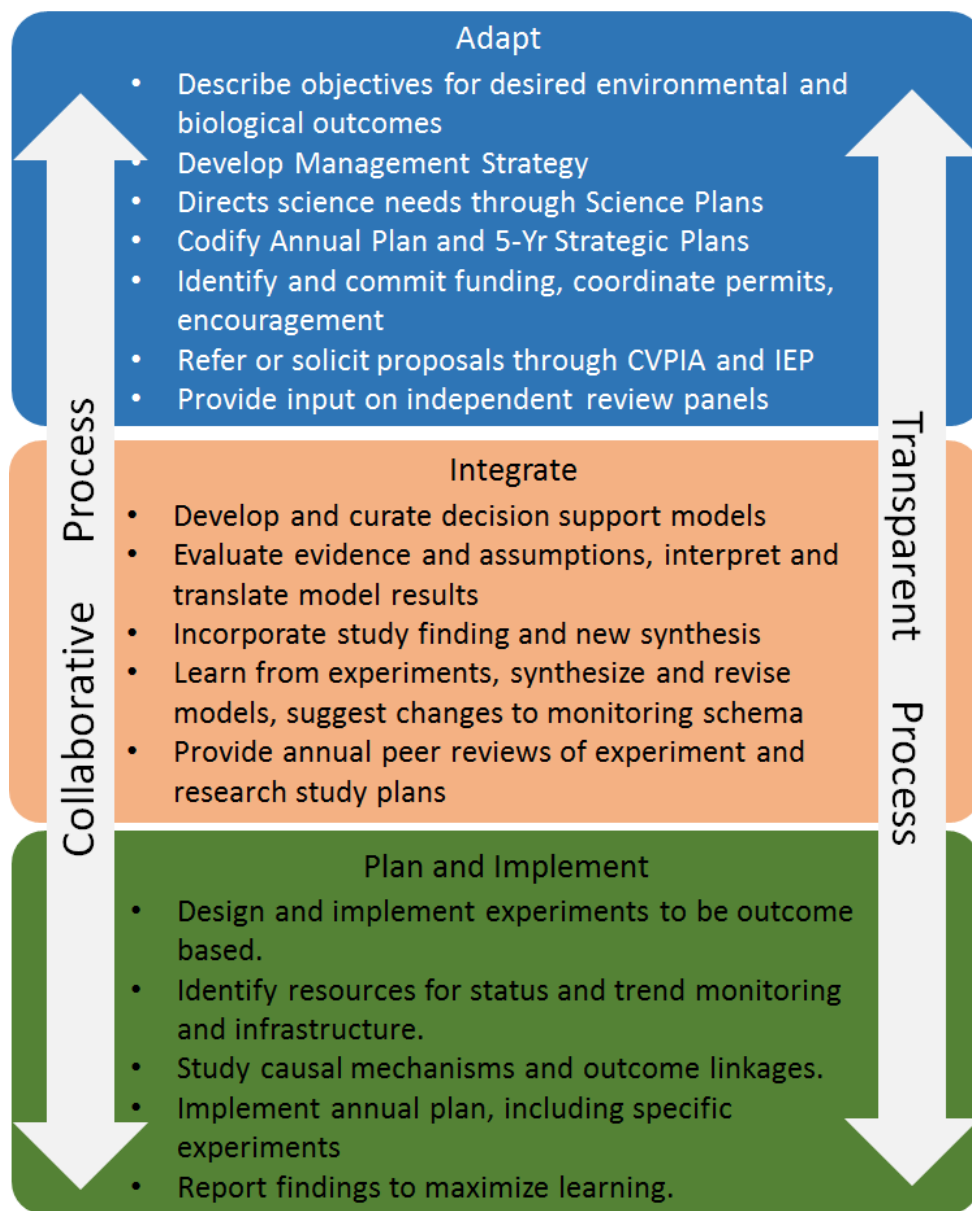 Adapt
• Describe objectives for desired environmental and
biological outcomes
• Develop Management Strategy
• Directs science needs through Science Plans
• Codify Annual Plan and 5-Yr Strategic Plans
• Identify and commit funding, coordinate permits,
encouragement
• Refer or solicit proposals through CVPIA and IEP
• Provide input on independent review panels
Integrate
• Develop and curate decision support models
• Evaluate evidence and assumptions, interpret and
translate model results
• Incorporate study finding and new synthesis
• Learn from experiments, synthesize and revise
models, suggest changes to monitoring schema
• Provide annual peer reviews of experiment and
research study plans
Plan and Implement
• Design and implement experiments to be outcome
based.
• Identify resources for status and trend monitoring
and infrastructure.
• Study causal mechanisms and outcome linkages.
• Implement annual plan, including specific
experiments
• Report findings to maximize learning.
Collaborative Process
Transparent Process